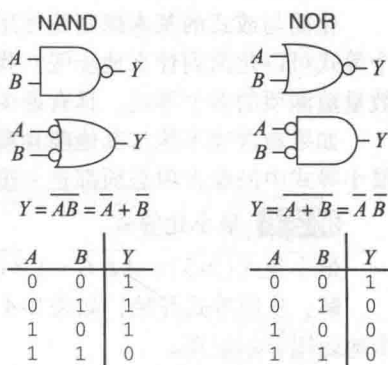 NAND
A
B
Y
A
B
Y
Y = A̅B̅ = A̅ + B̅
A B Y
0 0 1
0 1 1
1 0 1
1 1 0
NOR
A
B
Y
A
B
Y
Y = A̅ ̅+̅ ̅B̅ = A̅ B̅
A B Y
0 0 1
0 1 0
1 0 0
1 1 0